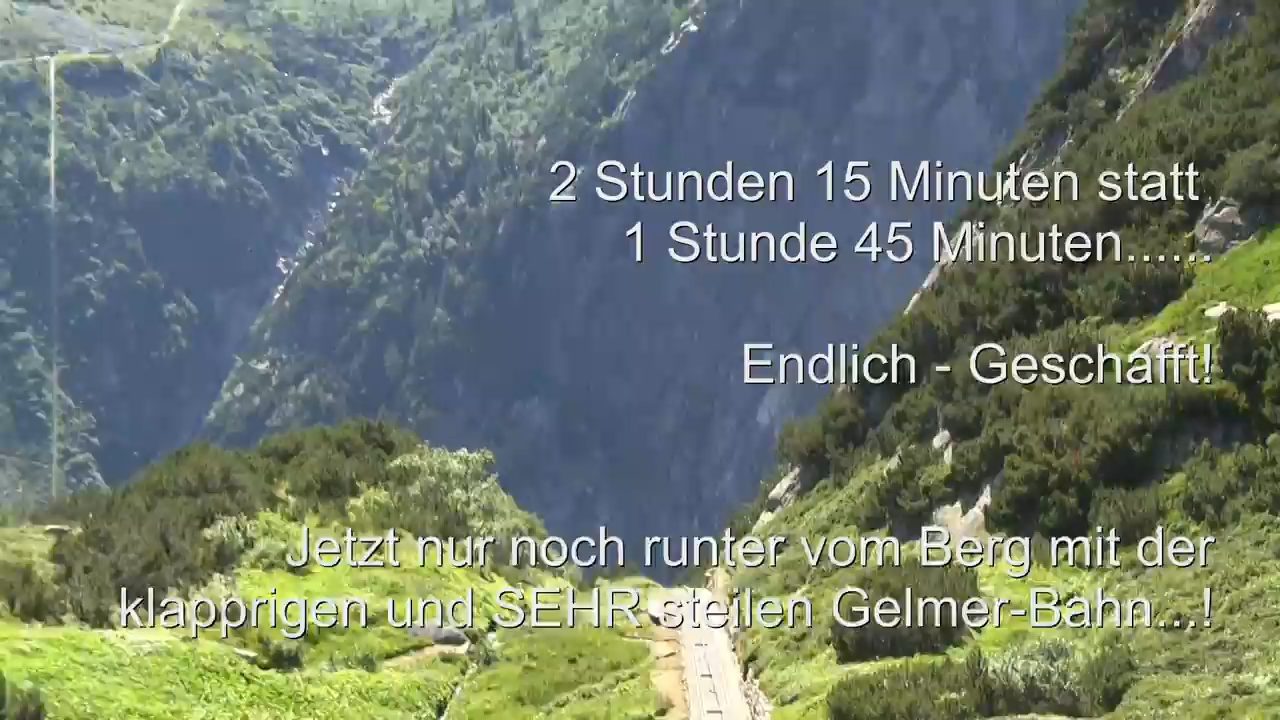 2 Stunden 15 Minuten statt
1 Stunde 45 Minuten......
Endlich - Geschafft!
Jetzt nur noch runter vom Berg mit der
klapprigen und SEHR steilen Gelmer-Bahn...!